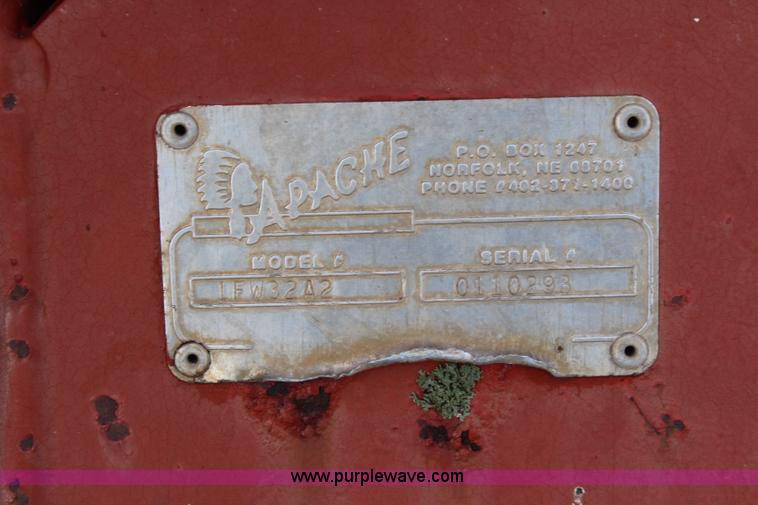 APACHE
P.O. BOX 1247
NORFOLK, NE 68701
PHONE #402-371-1400
MODEL #
SERIAL #
1FW32A2
0110293
www.purplewave.com